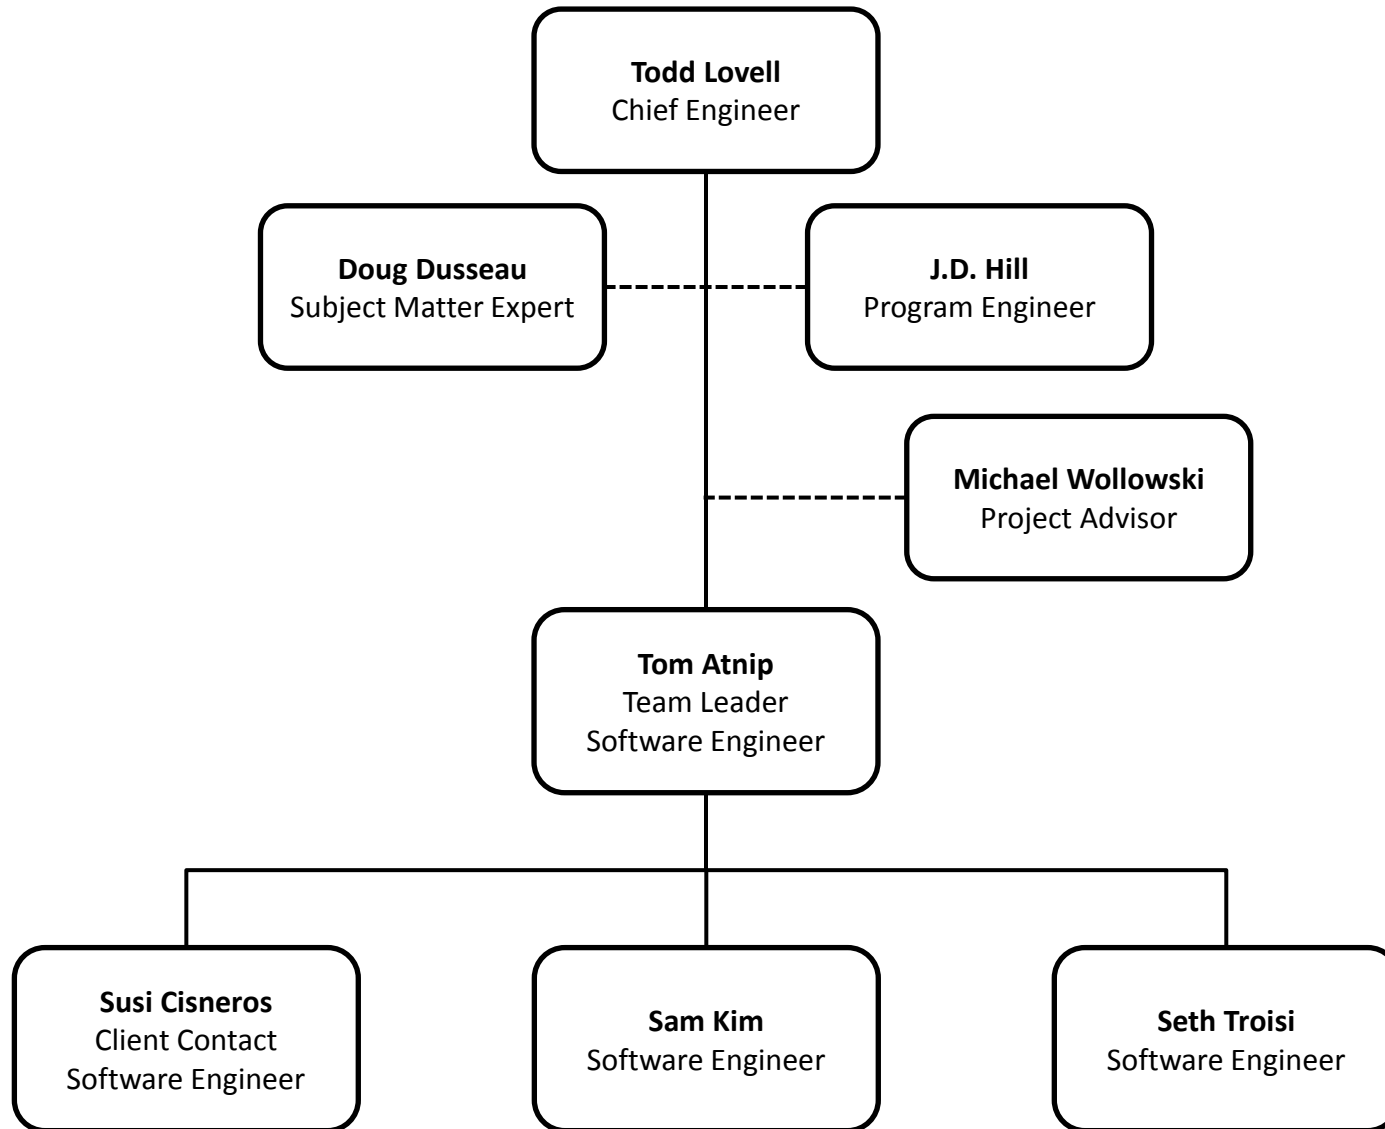 Todd Lovell
Chief Engineer
Doug Dusseau
Subject Matter Expert
J.D. Hill
Program Engineer
Michael Wollowski
Project Advisor
Tom Atnip
Team Leader
Software Engineer
Susi Cisneros
Client Contact
Software Engineer
Sam Kim
Software Engineer
Seth Troisi
Software Engineer